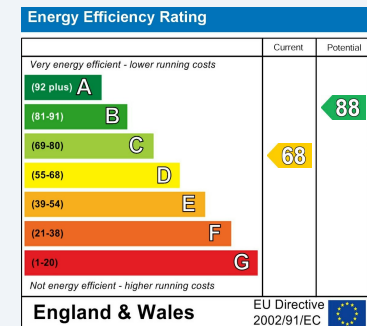 Energy Efficiency Rating
Current Potential
Very energy efficient - lower running costs
(92 plus) A
(81-91) B
88
(69-80) C
68
(55-68) D
(39-54) E
(21-38) F
(1-20) G
Not energy efficient - higher running costs
England & Wales
EU Directive
2002/91/EC